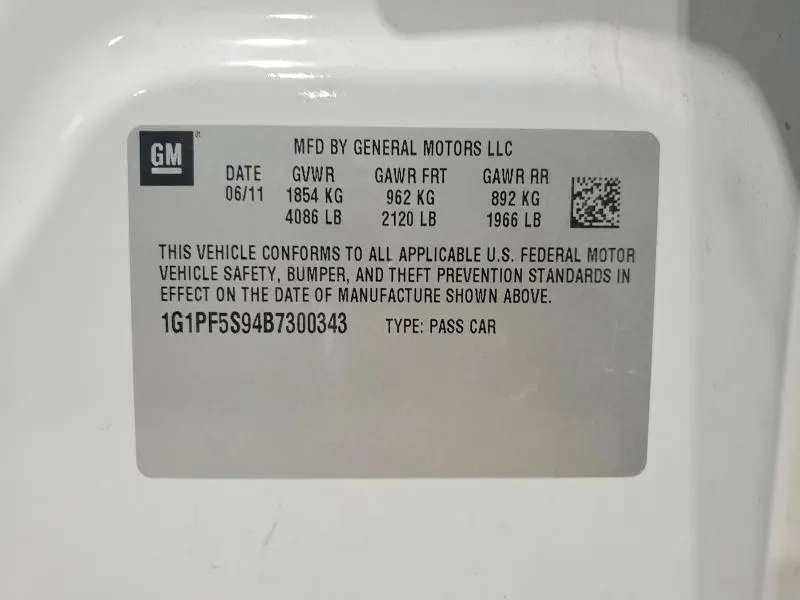 GM®
MFD BY GENERAL MOTORS LLC
DATE GVWR GAWR FRT GAWR RR
06/11 1854 KG 962 KG 892 KG
4086 LB 2120 LB 1966 LB
THIS VEHICLE CONFORMS TO ALL APPLICABLE U.S. FEDERAL MOTOR
VEHICLE SAFETY, BUMPER, AND THEFT PREVENTION STANDARDS IN
EFFECT ON THE DATE OF MANUFACTURE SHOWN ABOVE.
1G1PF5S94B7300343 TYPE: PASS CAR